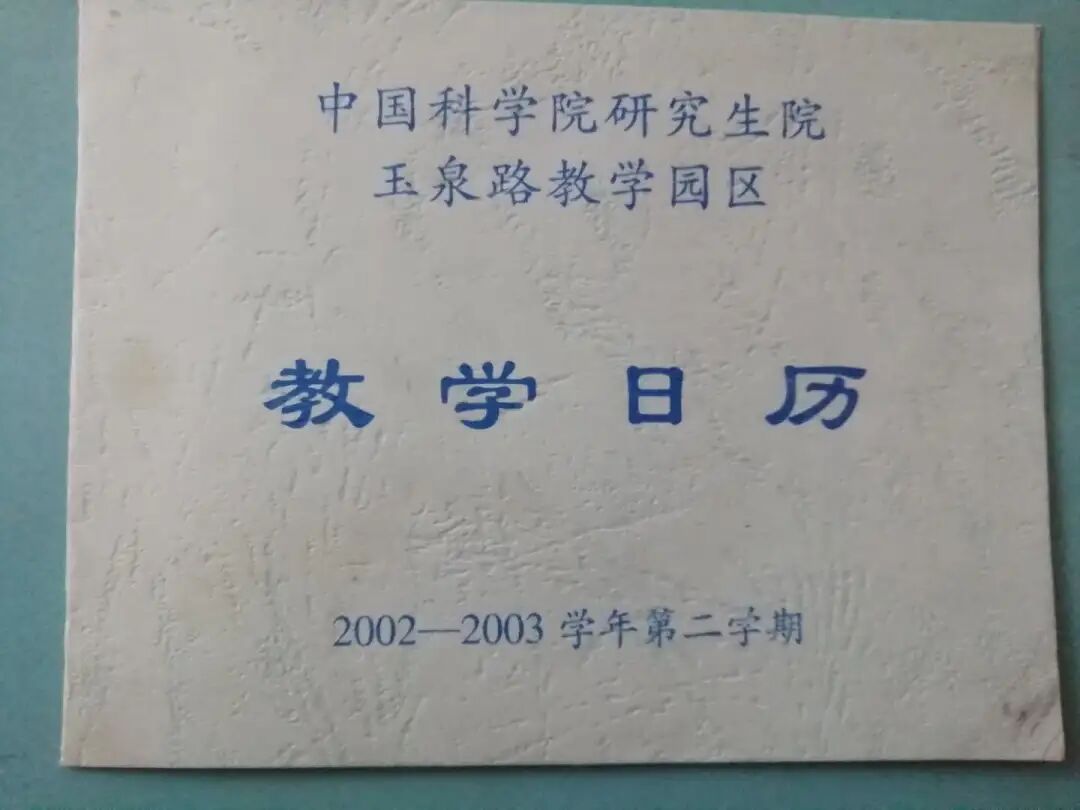 中国科学院研究生院
玉泉路教学园区
教学日历
2002—2003 学年第二学期